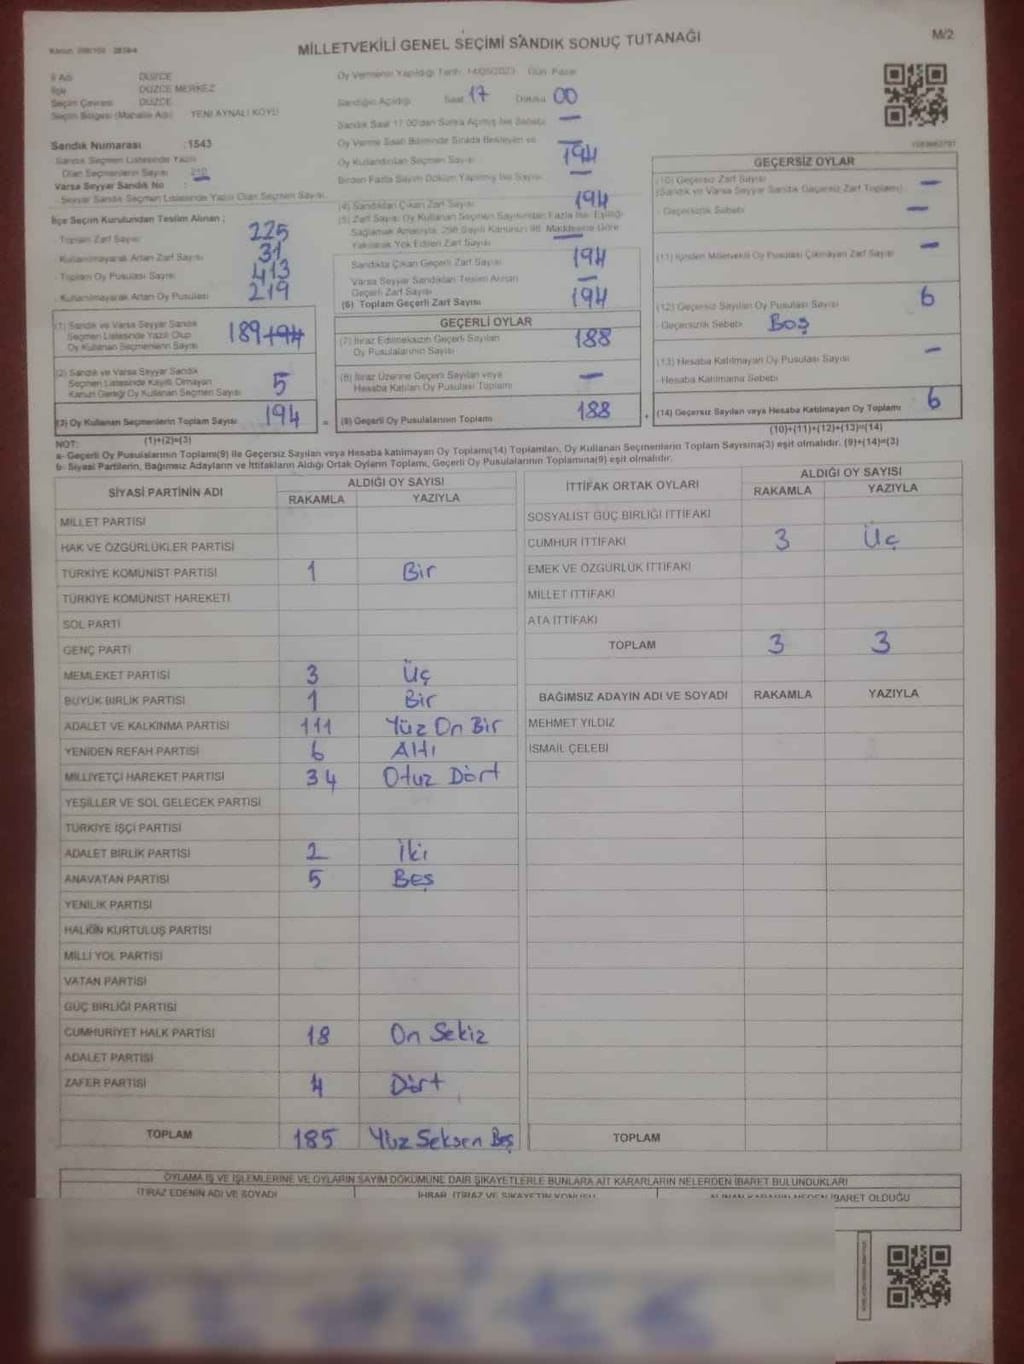 MİLLETVEKİLİ GENEL SEÇİMİ SANDIK SONUÇ TUTANAĞI
M/2
İl Adı DÜZCE
İlçe DÜZCE MERKEZ
Seçim Çevresi DÜZCE
Seçim Bölgesi (Mahalle Adı) YENİ AYNALI KÖYÜ
Sandık Numarası : 1543
Sandık Seçmen Listesinde Yazılı
Olan Seçmenlerin Sayısı
Varsa Seyyar Sandık No :
Seyyar Sandık Seçmen Listesinde Yazılı Olan Seçmen Sayısı:
İlçe Seçim Kurulundan Teslim Alınan ;
- Toplam Zarf Sayısı 225
- Kullanılmayarak Artan Zarf Sayısı 31
- Toplam Oy Pusulası Sayısı 413
- Kullanılmayarak Artan Oy Pusulası 219
(1) Sandık ve Varsa Seyyar Sandık
Seçmen Listesinde Yazılı Olup
Oy Kullanan Seçmenlerin Sayısı 189 194
(2) Sandık ve Varsa Seyyar Sandık
Seçmen Listesinde Kayıtlı Olmayan
Kanun Gereği Oy Kullanan Seçmen Sayısı 5
(3) Oy Kullanan Seçmenlerin Toplam Sayısı 194
Oy Vermenin Yapıldığı Tarih: 14/05/2023 Gün: Pazar
Sandığın Açıldığı Saat 17 Dakika 00
Sandık Saat 17:00'dan Sonra Açılmış İse Sebebi —
Oy Verme Saati Bitiminde Sırada Bekleyen ve
Oy Kullandırılan Seçmen Sayısı 194
Birden Fazla Sayım Döküm Yapılmış İse Sayısı —
(4) Sandıktan Çıkan Zarf Sayısı 194
(5) Zarf Sayısı Oy Kullanan Seçmen Sayısından Fazla İse, Eşitliği
Sağlamak Amacıyla, 298 Sayılı Kanunun 98. Maddesine Göre
Yakılarak Yok Edilen Zarf Sayısı —
Sandıkta Çıkan Geçerli Zarf Sayısı 194
Varsa Seyyar Sandıktan Teslim Alınan
Geçerli Zarf Sayısı —
(6) Toplam Geçerli Zarf Sayısı 194
GEÇERLİ OYLAR
(7) İtiraz Edilmeksizin Geçerli Sayılan
Oy Pusulalarının Sayısı 188
(8) İtiraz Üzerine Geçerli Sayılan veya
Hesaba Katılan Oy Pusulası Toplamı —
= (9) Geçerli Oy Pusulalarının Toplamı 188
GEÇERSİZ OYLAR
(10) Geçersiz Zarf Sayısı
(Sandık ve Varsa Seyyar Sandık Geçersiz Zarf Toplamı) —
- Geçersizlik Sebebi —
(11) İçinden Milletvekili Oy Pusulası Çıkmayan Zarf Sayısı —
(12) Geçersiz Sayılan Oy Pusulası Sayısı 6
- Geçersizlik Sebebi BOŞ
(13) Hesaba Katılmayan Oy Pusulası Sayısı —
- Hesaba Katılmama Sebebi
+ (14) Geçersiz Sayılan veya Hesaba Katılmayan Oy Toplamı 6
NOT: (1)+(2)=(3)
(10)+(11)+(12)+(13)=(14)
a- Geçerli Oy Pusulalarının Toplamı(9) ile Geçersiz Sayılan veya Hesaba katılmayan Oy Toplamı(14) Toplamları, Oy Kullanan Seçmenlerin Toplam Sayısına(3) eşit olmalıdır. (9)+(14)=(3)
b- Siyasi Partilerin, Bağımsız Adayların ve İttifakların Aldığı Ortak Oyların Toplamı, Geçerli Oy Pusulalarının Toplamına(9) eşit olmalıdır.
SİYASİ PARTİNİN ADI ALDIĞI OY SAYISI
RAKAMLA YAZIYLA
MİLLET PARTİSİ
HAK VE ÖZGÜRLÜKLER PARTİSİ
TÜRKİYE KOMÜNİST PARTİSİ 1 Bir
TÜRKİYE KOMÜNİST HAREKETİ
SOL PARTİ
GENÇ PARTİ
MEMLEKET PARTİSİ 3 Üç
BÜYÜK BİRLİK PARTİSİ 1 Bir
ADALET VE KALKINMA PARTİSİ 111 Yüz On Bir
YENİDEN REFAH PARTİSİ 6 Altı
MİLLİYETÇİ HAREKET PARTİSİ 34 Otuz Dört
YEŞİLLER VE SOL GELECEK PARTİSİ
TÜRKİYE İŞÇİ PARTİSİ
ADALET BİRLİK PARTİSİ 2 İki
ANAVATAN PARTİSİ 5 Beş
YENİLİK PARTİSİ
HALKIN KURTULUŞ PARTİSİ
MİLLİ YOL PARTİSİ
VATAN PARTİSİ
GÜÇ BİRLİĞİ PARTİSİ
CUMHURİYET HALK PARTİSİ 18 On Sekiz
ADALET PARTİSİ
ZAFER PARTİSİ 4 Dört
TOPLAM 185 Yüz Seksen Beş
İTTİFAK ORTAK OYLARI ALDIĞI OY SAYISI
RAKAMLA YAZIYLA
SOSYALİST GÜÇ BİRLİĞİ İTTİFAKI
CUMHUR İTTİFAKI 3 Üç
EMEK VE ÖZGÜRLÜK İTTİFAKI
MİLLET İTTİFAKI
ATA İTTİFAKI
TOPLAM 3 3
BAĞIMSIZ ADAYIN ADI VE SOYADI RAKAMLA YAZIYLA
MEHMET YILDIZ
İSMAİL ÇELEBİ
TOPLAM
OYLAMA İŞ VE İŞLEMLERİNE VE OYLARIN SAYIM DÖKÜMÜNE DAİR ŞİKAYETLERLE BUNLARA AİT KARARLARIN NELERDEN İBARET BULUNDUKLARI
İTİRAZ EDENİN ADI VE SOYADI İHBAR, İTİRAZ VE ŞİKAYETİN KONUSU ALINAN KARARIN NEDEN İBARET OLDUĞU